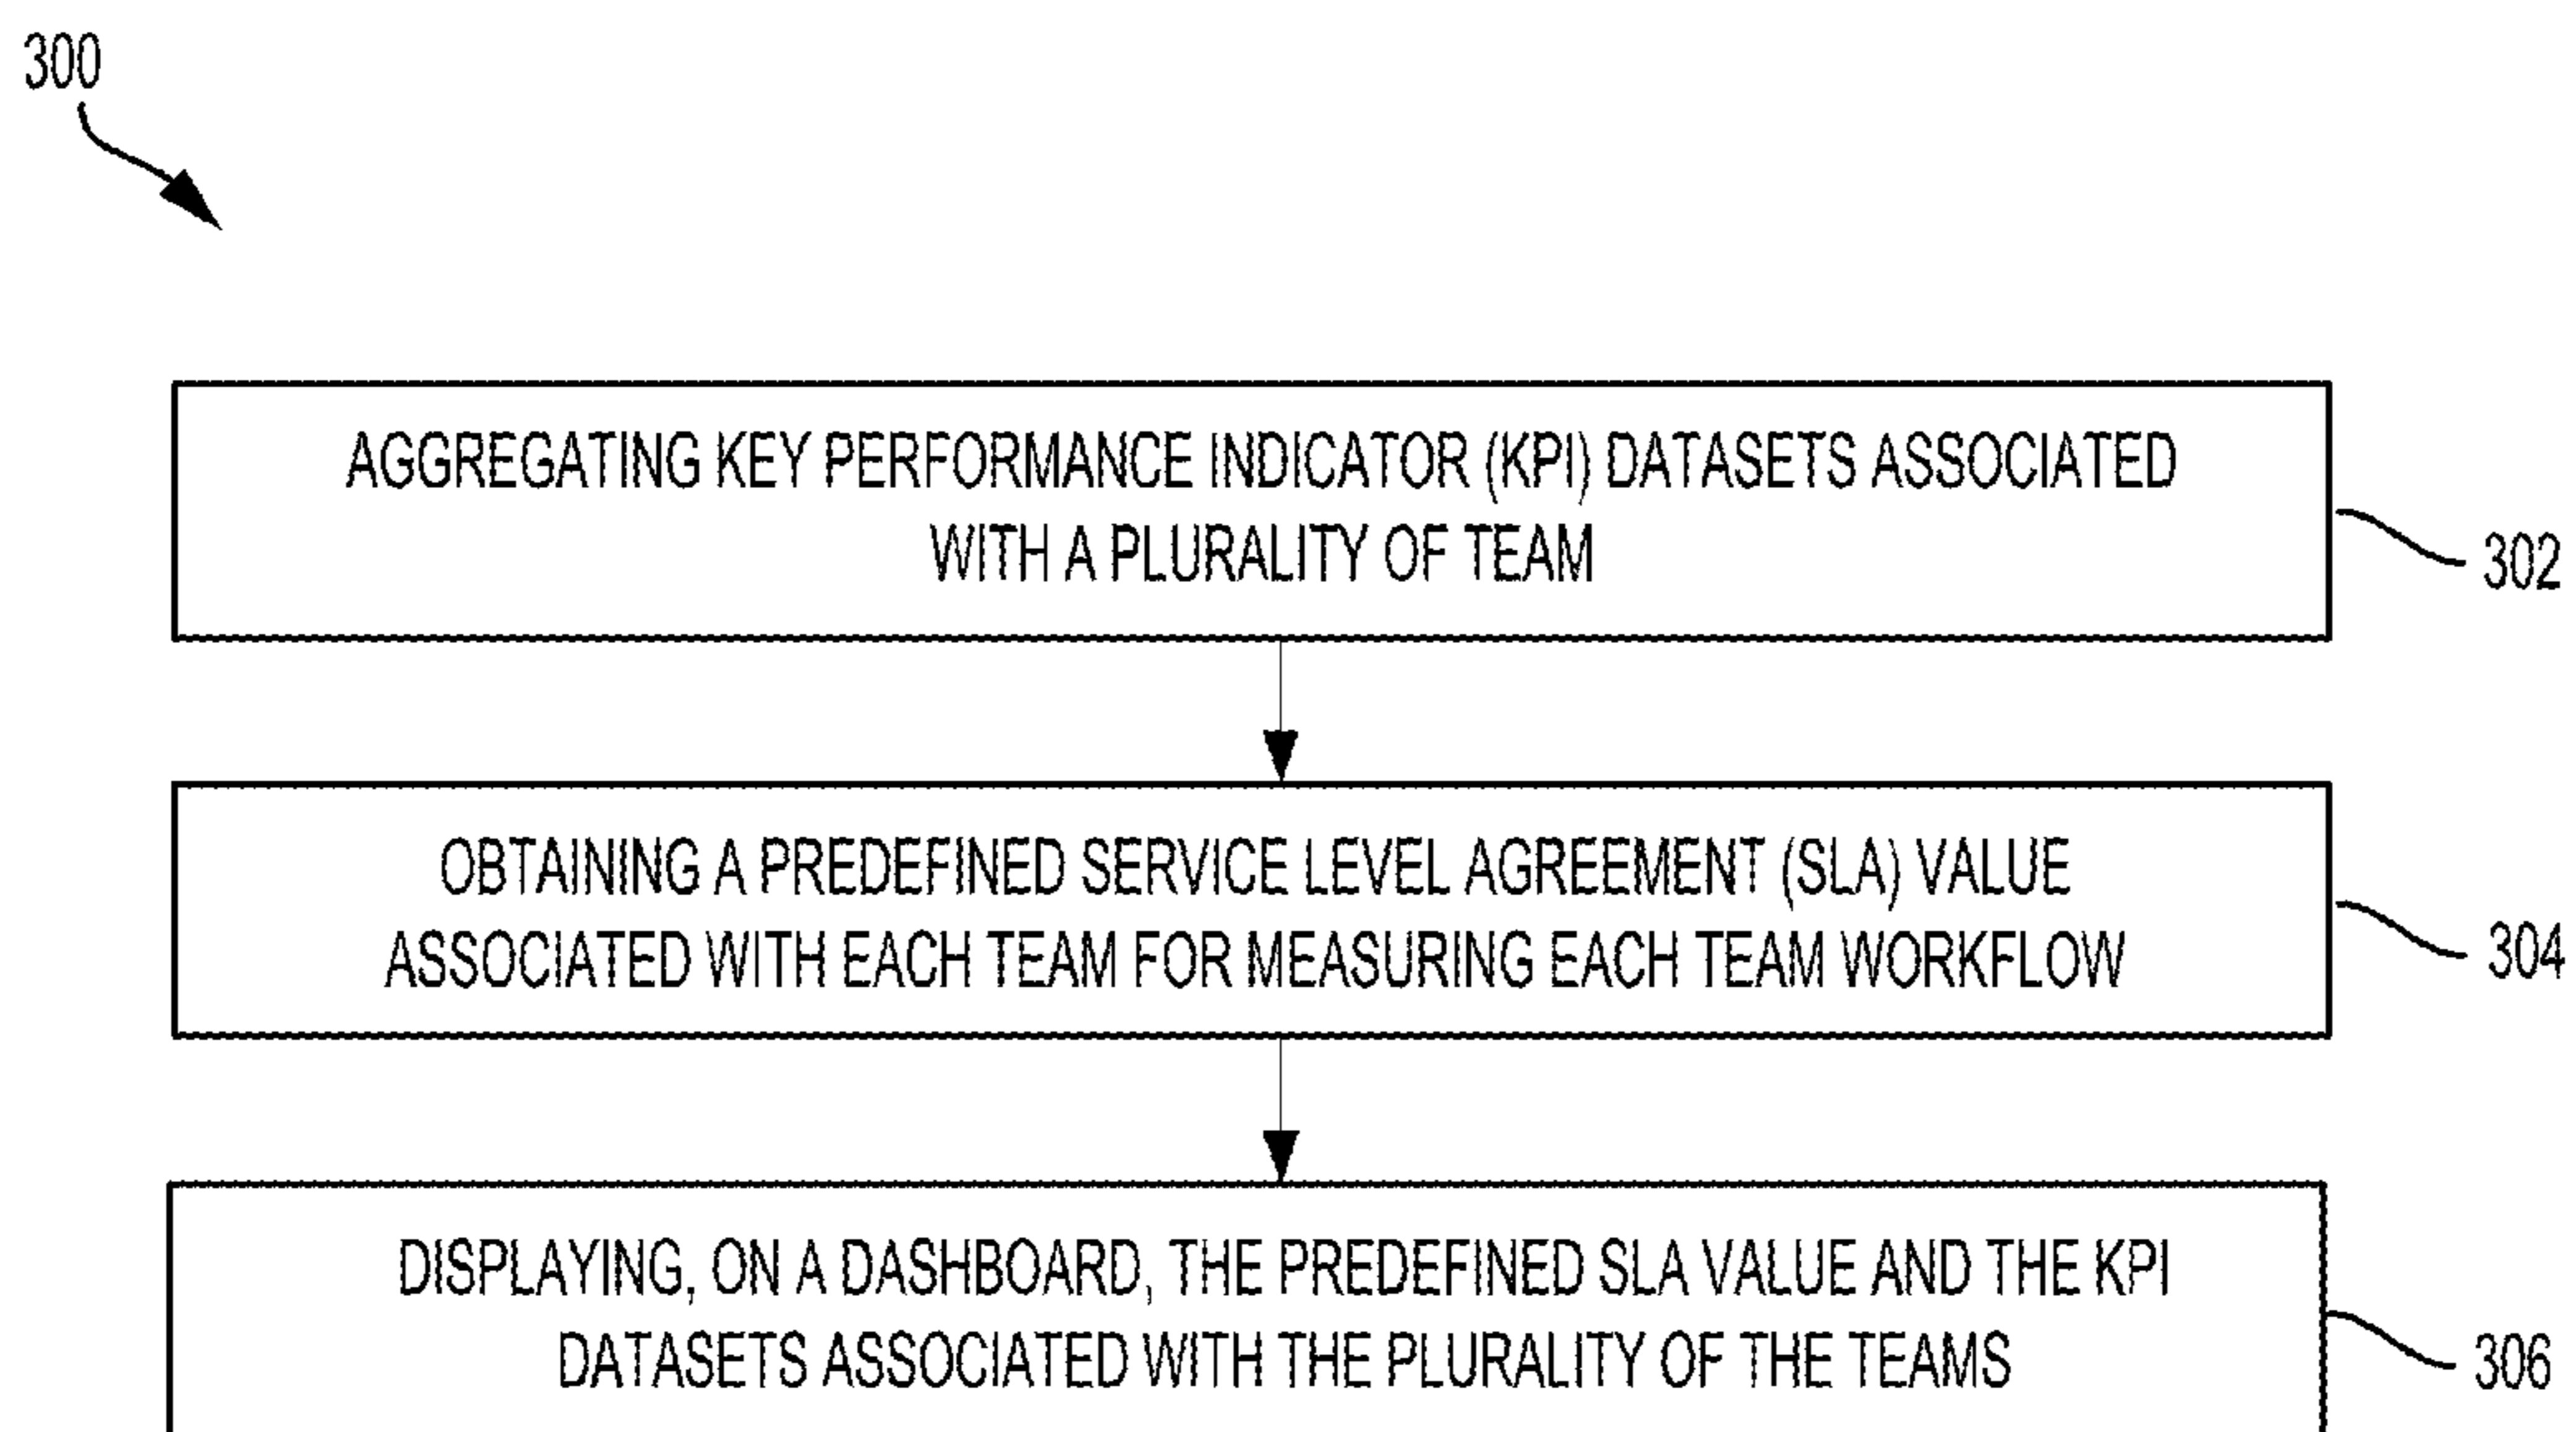 300
AGGREGATING KEY PERFORMANCE INDICATOR (KPI) DATASETS ASSOCIATED
WITH A PLURALITY OF TEAM
302
OBTAINING A PREDEFINED SERVICE LEVEL AGREEMENT (SLA) VALUE
ASSOCIATED WITH EACH TEAM FOR MEASURING EACH TEAM WORKFLOW
304
DISPLAYING, ON A DASHBOARD, THE PREDEFINED SLA VALUE AND THE KPI
DATASETS ASSOCIATED WITH THE PLURALITY OF THE TEAMS
306